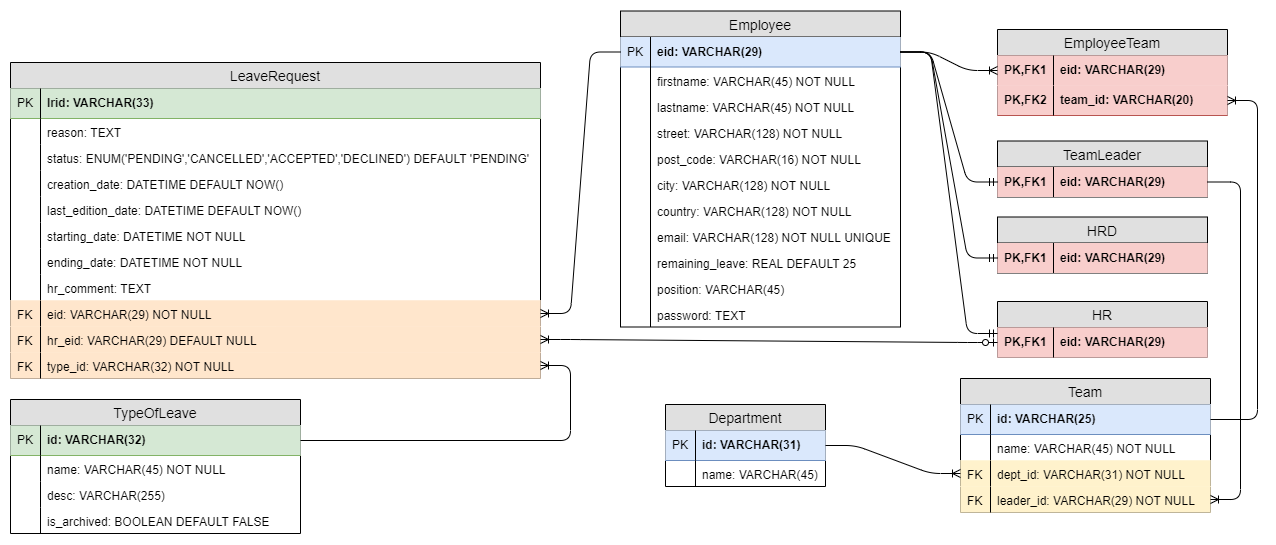 LeaveRequest
PK lrid: VARCHAR(33)
reason: TEXT
status: ENUM('PENDING','CANCELLED','ACCEPTED','DECLINED') DEFAULT 'PENDING'
creation_date: DATETIME DEFAULT NOW()
last_edition_date: DATETIME DEFAULT NOW()
starting_date: DATETIME NOT NULL
ending_date: DATETIME NOT NULL
hr_comment: TEXT
FK eid: VARCHAR(29) NOT NULL
FK hr_eid: VARCHAR(29) DEFAULT NULL
FK type_id: VARCHAR(32) NOT NULL
TypeOfLeave
PK id: VARCHAR(32)
name: VARCHAR(45) NOT NULL
desc: VARCHAR(255)
is_archived: BOOLEAN DEFAULT FALSE
Employee
PK eid: VARCHAR(29)
firstname: VARCHAR(45) NOT NULL
lastname: VARCHAR(45) NOT NULL
street: VARCHAR(128) NOT NULL
post_code: VARCHAR(16) NOT NULL
city: VARCHAR(128) NOT NULL
country: VARCHAR(128) NOT NULL
email: VARCHAR(128) NOT NULL UNIQUE
remaining_leave: REAL DEFAULT 25
position: VARCHAR(45)
password: TEXT
Department
PK id: VARCHAR(31)
name: VARCHAR(45)
EmployeeTeam
PK,FK1 eid: VARCHAR(29)
PK,FK2 team_id: VARCHAR(20)
TeamLeader
PK,FK1 eid: VARCHAR(29)
HRD
PK,FK1 eid: VARCHAR(29)
HR
PK,FK1 eid: VARCHAR(29)
Team
PK id: VARCHAR(25)
name: VARCHAR(45) NOT NULL
FK dept_id: VARCHAR(31) NOT NULL
FK leader_id: VARCHAR(29) NOT NULL